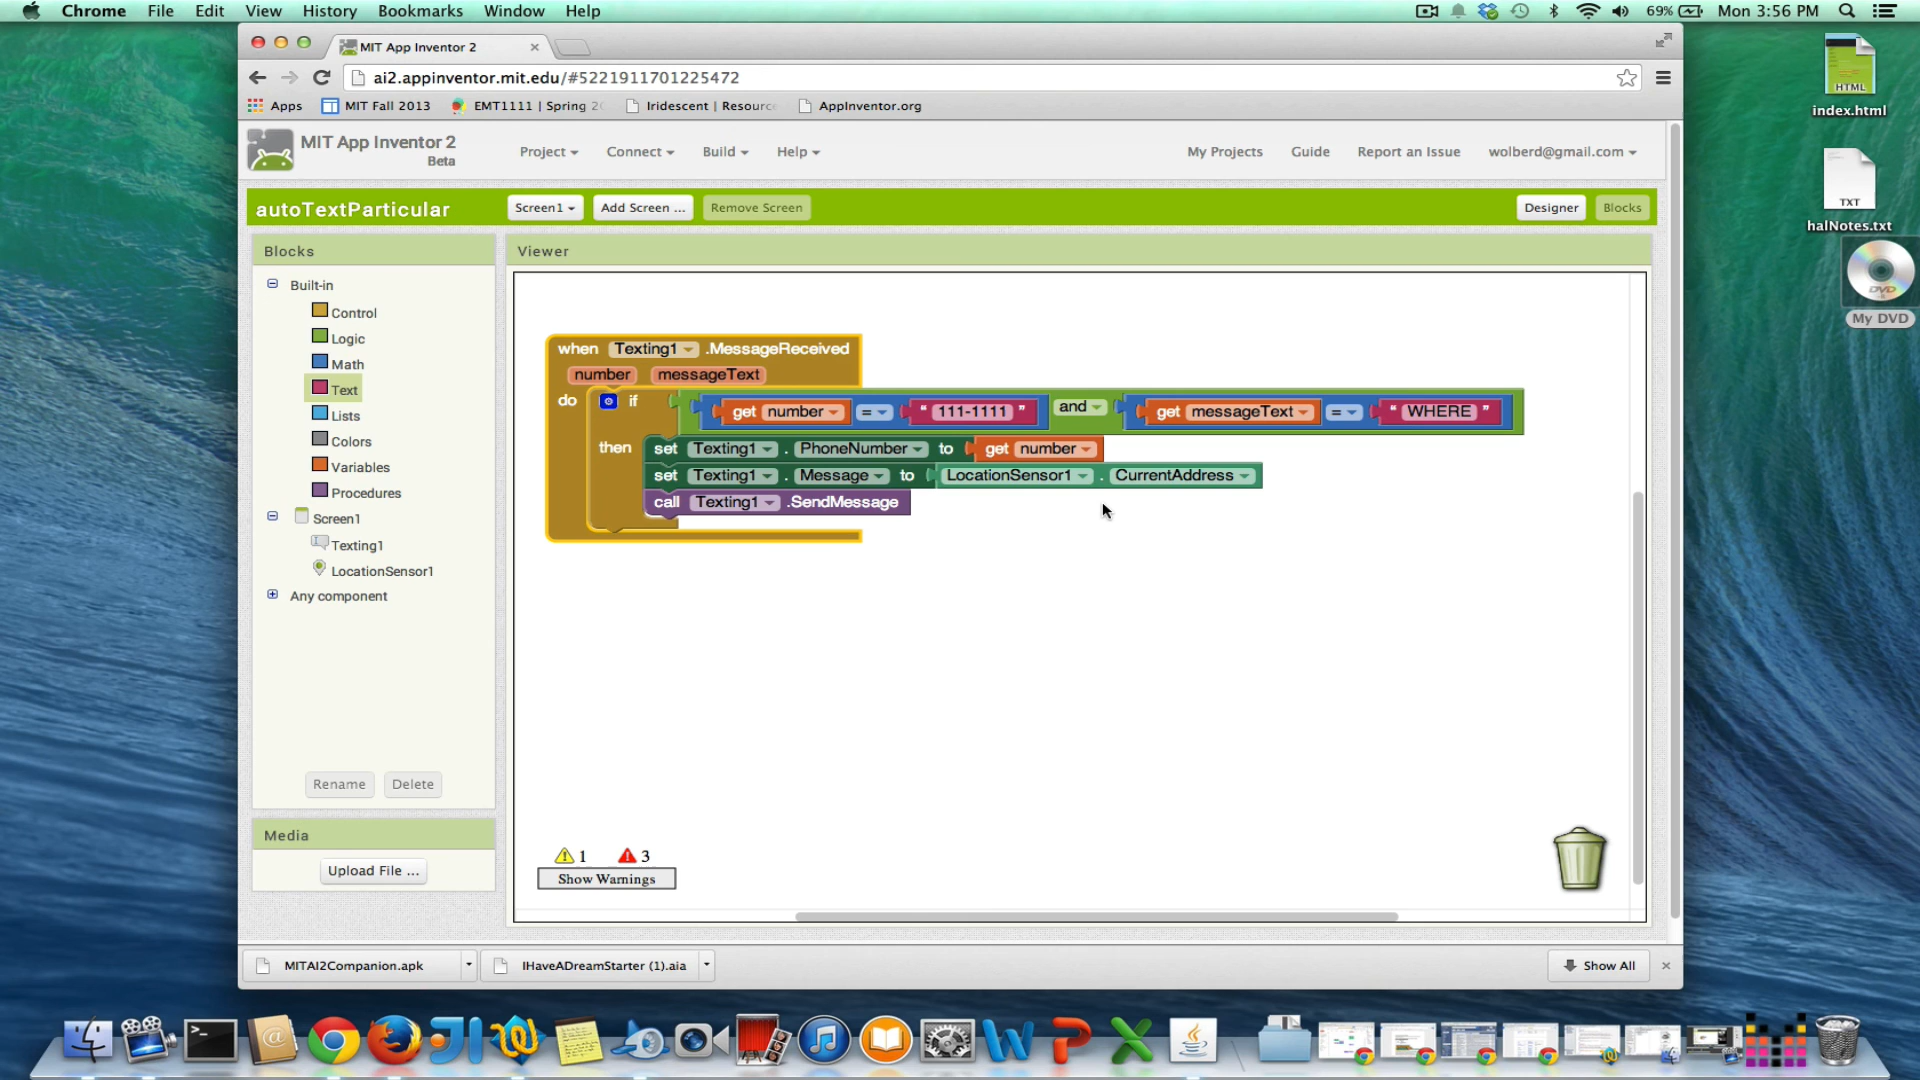 Chrome File Edit View History Bookmarks Window Help 69% Mon 3:56 PM
MIT App Inventor 2
ai2.appinventor.mit.edu/#5221911701225472
Apps MIT Fall 2013 EMT1111 | Spring 20 Iridescent | Resource AppInventor.org
MIT App Inventor 2
Beta
Project Connect Build Help My Projects Guide Report an Issue wolberd@gmail.com
autoTextParticular Screen1 Add Screen ... Remove Screen Designer Blocks
Blocks
Built-in
Control
Logic
Math
Text
Lists
Colors
Variables
Procedures
Screen1
Texting1
LocationSensor1
Any component
Rename Delete
Media
Upload File ...
Viewer
when Texting1 .MessageReceived
number messageText
do if get number = " 111-1111 " and get messageText = " WHERE "
then set Texting1 . PhoneNumber to get number
set Texting1 . Message to LocationSensor1 . CurrentAddress
call Texting1 .SendMessage
1 3
Show Warnings
MITAI2Companion.apk IHaveADreamStarter (1).aia Show All
HTML
index.html
TXT
halNotes.txt
DVD
My DVD